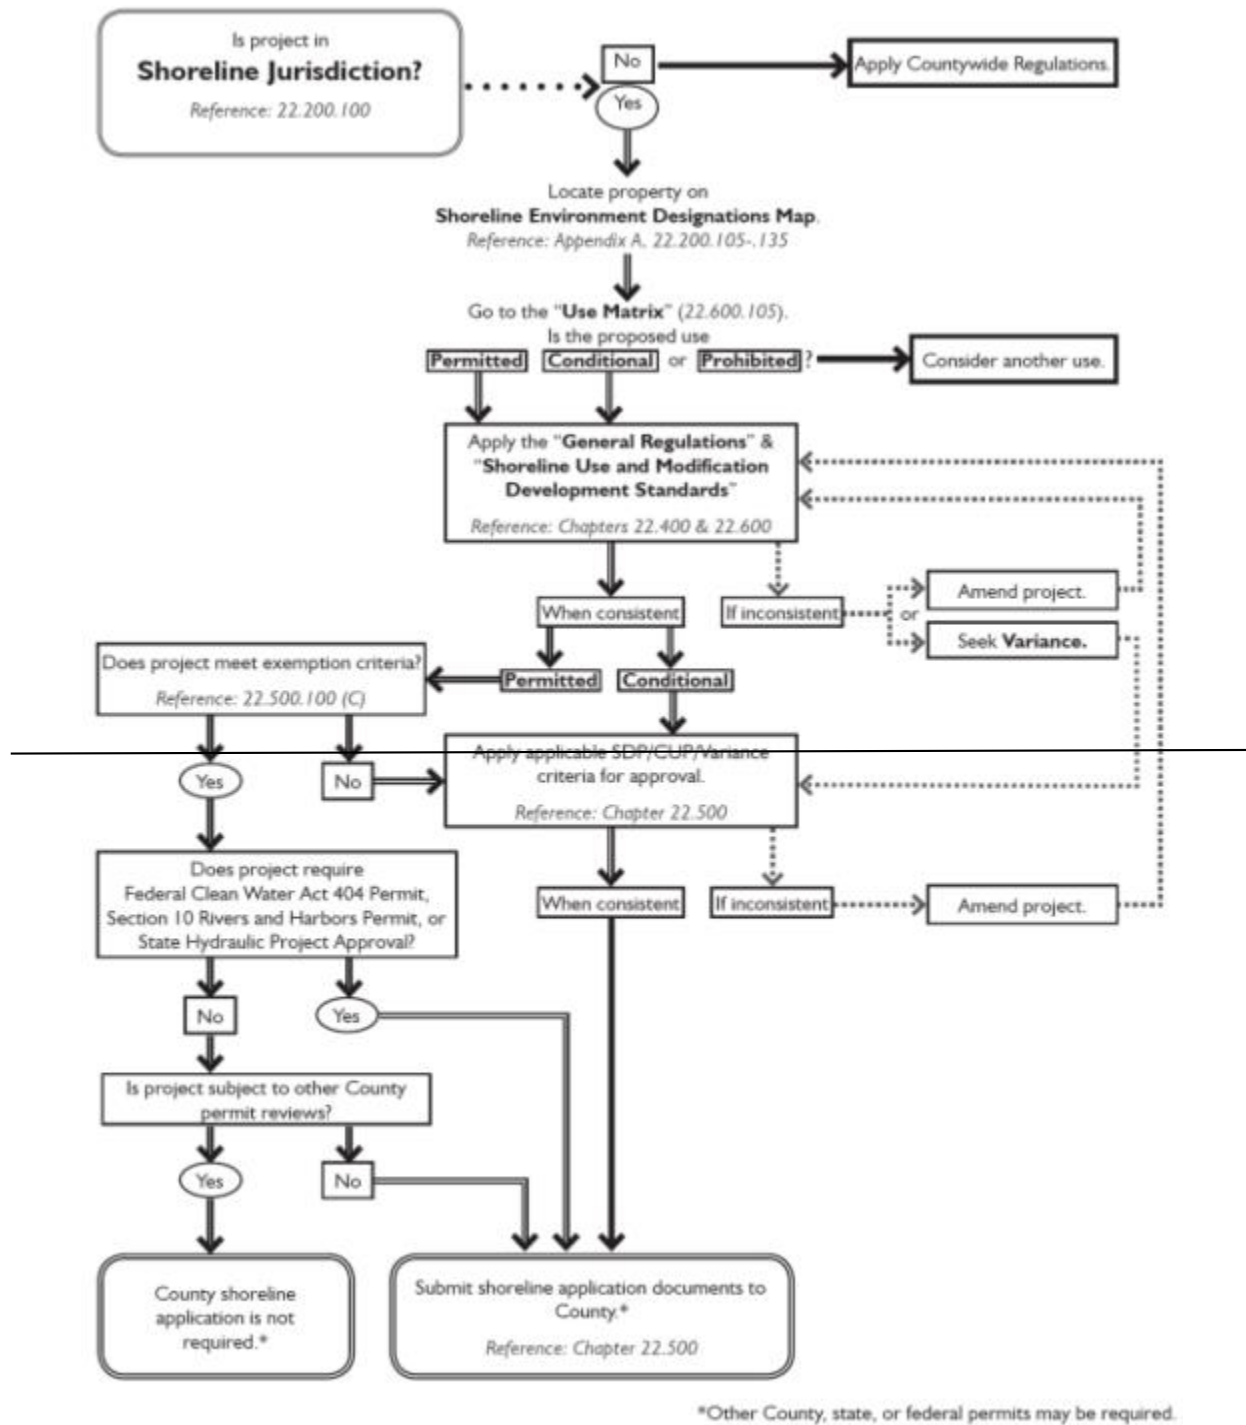 Is project in
Shoreline Jurisdiction?
Reference: 22.200.100
No
Yes
Apply Countywide Regulations.
Locate property on
Shoreline Environment Designations Map.
Reference: Appendix A, 22.200.105-.135
Go to the "Use Matrix" (22.600.105).
Is the proposed use
Permitted Conditional or Prohibited ?
Consider another use.
Apply the "General Regulations" &
"Shoreline Use and Modification
Development Standards"
Reference: Chapters 22.400 & 22.600
When consistent
If inconsistent
Amend project.
or
Seek Variance.
Permitted
Conditional
Does project meet exemption criteria?
Reference: 22.500.100 (C)
Yes
No
Apply applicable SDP/CUP/Variance
criteria for approval.
Reference: Chapter 22.500
Does project require
Federal Clean Water Act 404 Permit,
Section 10 Rivers and Harbors Permit, or
State Hydraulic Project Approval?
When consistent
If inconsistent
Amend project.
No
Yes
Is project subject to other County
permit reviews?
Yes
No
County shoreline
application is not
required.*
Submit shoreline application documents to
County.*
Reference: Chapter 22.500
*Other County, state, or federal permits may be required.